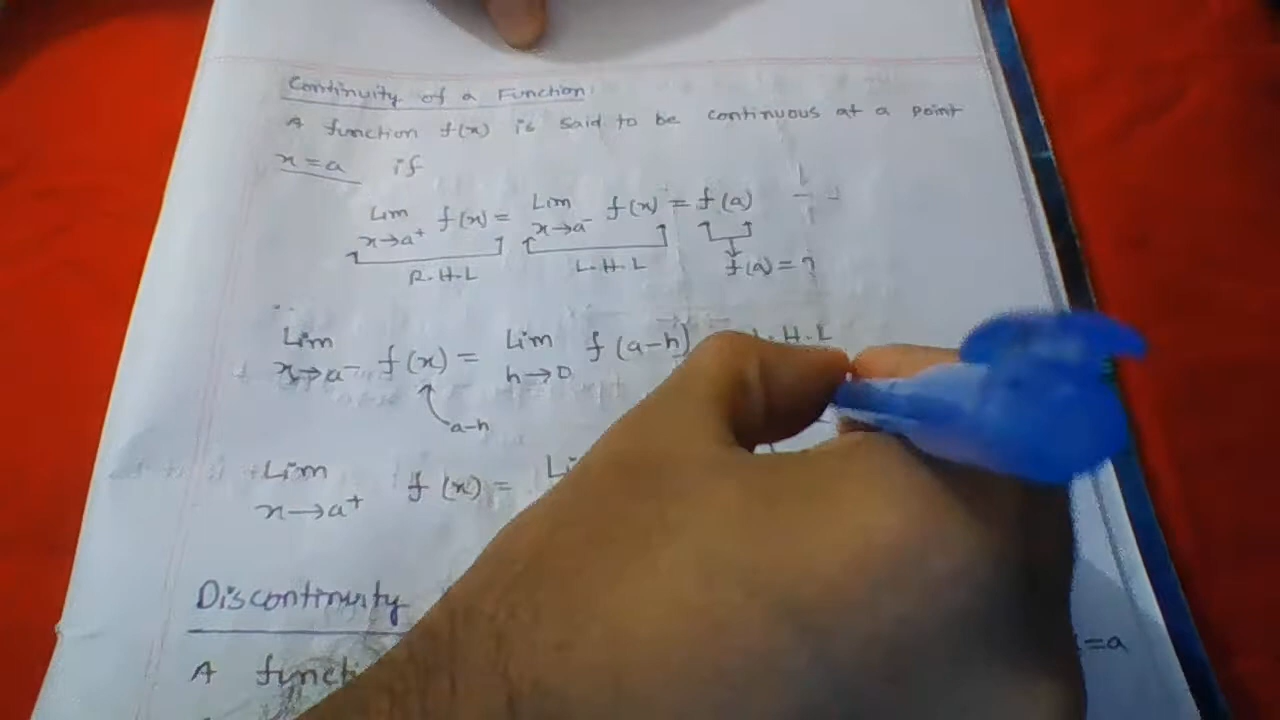 Continuity of a Function
A function f(x) is said to be continuous at a point
x = a if
Lim x→a⁺ f(x) = Lim x→a⁻ f(x) = f(a)
R.H.L L.H.L f(a) = ?
Lim x→a⁻ f(x) = Lim h→0 f(a-h) = L.H.L
a-h
Lim x→a⁺ f(x) =
Discontinuity
A = a